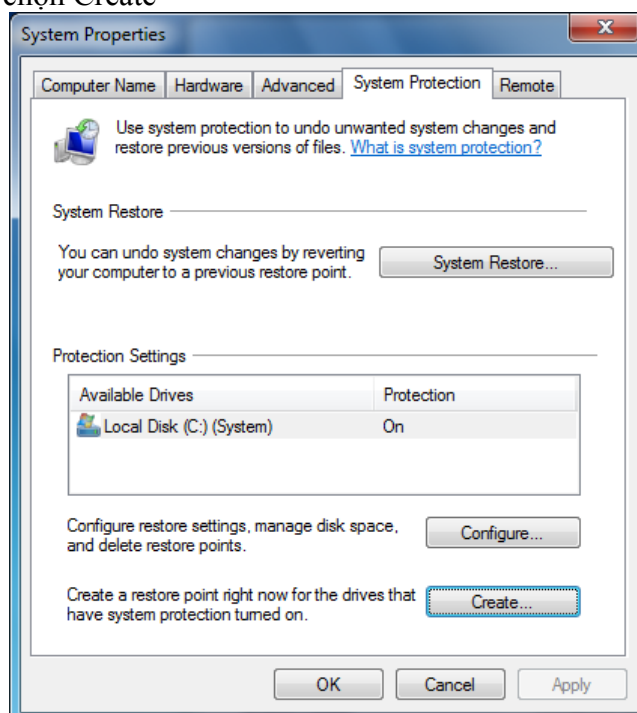 chọn Create
System Properties
Computer Name Hardware Advanced System Protection Remote
Use system protection to undo unwanted system changes and
restore previous versions of files. What is system protection?
System Restore
You can undo system changes by reverting
your computer to a previous restore point.
System Restore...
Protection Settings
Available Drives Protection
Local Disk (C:) (System) On
Configure restore settings, manage disk space,
and delete restore points.
Configure...
Create a restore point right now for the drives that
have system protection turned on.
Create...
OK Cancel Apply